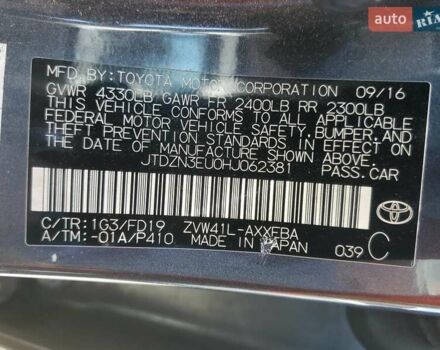 AUTO.RIA
MFD. BY: TOYOTA MOTOR CORPORATION 09/16
GVWR 4330LB GAWR FR 2400LB RR 2300LB
THIS VEHICLE CONFORMS TO ALL APPLICABLE
FEDERAL MOTOR VEHICLE SAFETY, BUMPER, AND
THEFT PREVENTION STANDARDS IN EFFECT ON
THE DATE OF MANUFACTURE SHOWN ABOVE.
JTDZN3EU0HJ062381 PASS.CAR
C/TR:1G3/FD19 ZVW41L-AXXFBA
A/TM:-01A/P410 MADE IN JAPAN 039 C
TOYOTA